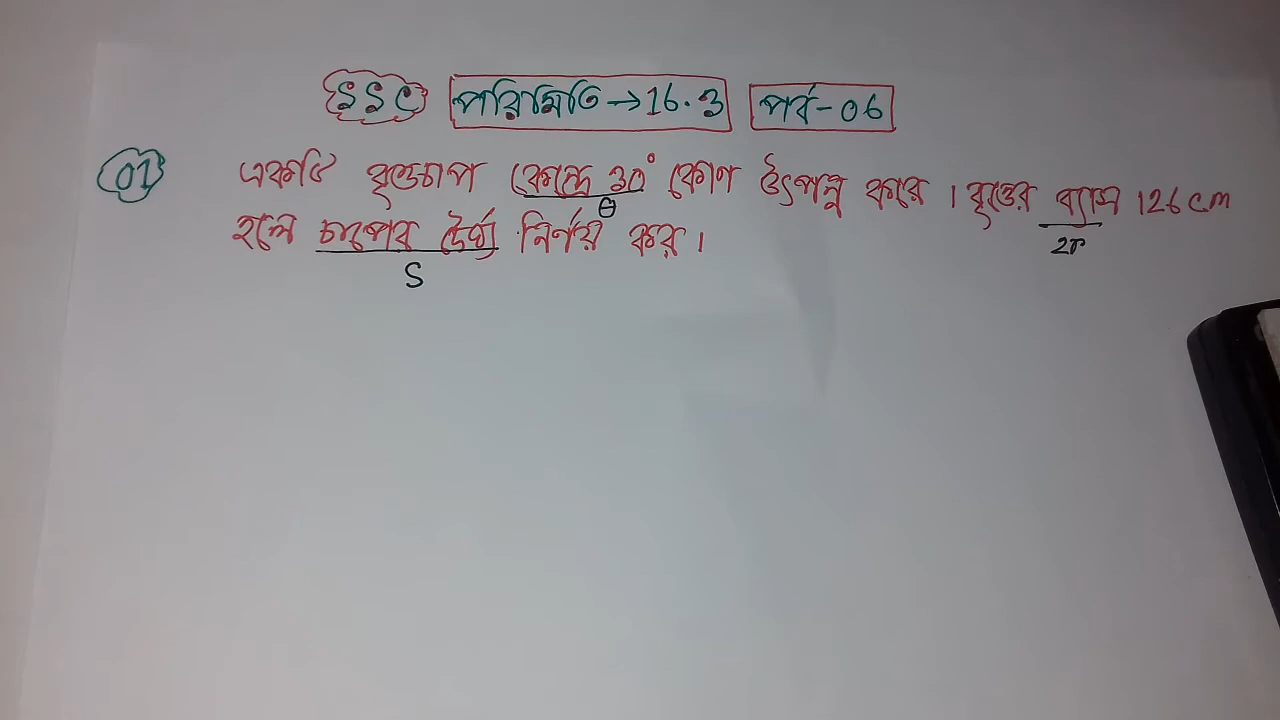 SSC পরিমিতি → 16.3 পর্ব - 06
01 একটি বৃত্তচাপ কেন্দ্রে 30° কোণ উৎপন্ন করে । বৃত্তের ব্যাস 126 cm
θ
2r
হলে চাপের দৈর্ঘ্য নির্ণয় কর ।
S